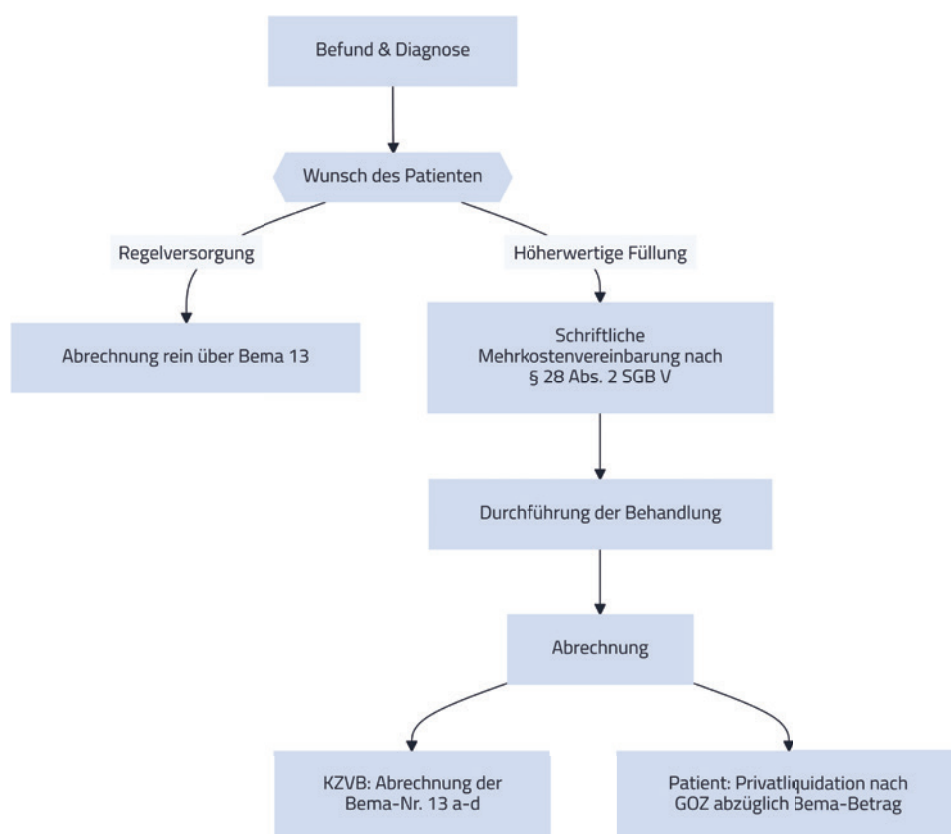 Befund & Diagnose
Wunsch des Patienten
Regelversorgung
Höherwertige Füllung
Abrechnung rein über Bema 13
Schriftliche
Mehrkostenvereinbarung nach
§ 28 Abs. 2 SGB V
Durchführung der Behandlung
Abrechnung
KZVB: Abrechnung der
Bema-Nr. 13 a-d
Patient: Privatliquidation nach
GOZ abzüglich Bema-Betrag